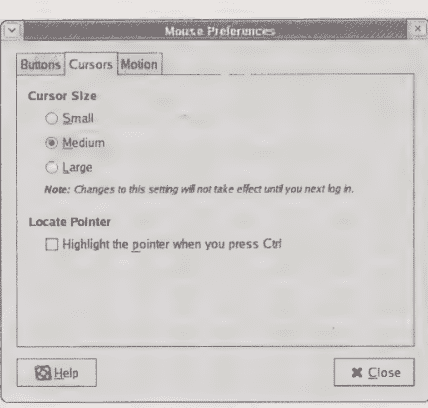 Mouse Preferences
Buttons Cursors Motion
Cursor Size
Small
Medium
Large
Note: Changes to this setting will not take effect until you next log in.
Locate Pointer
Highlight the pointer when you press Ctrl
Help
Close